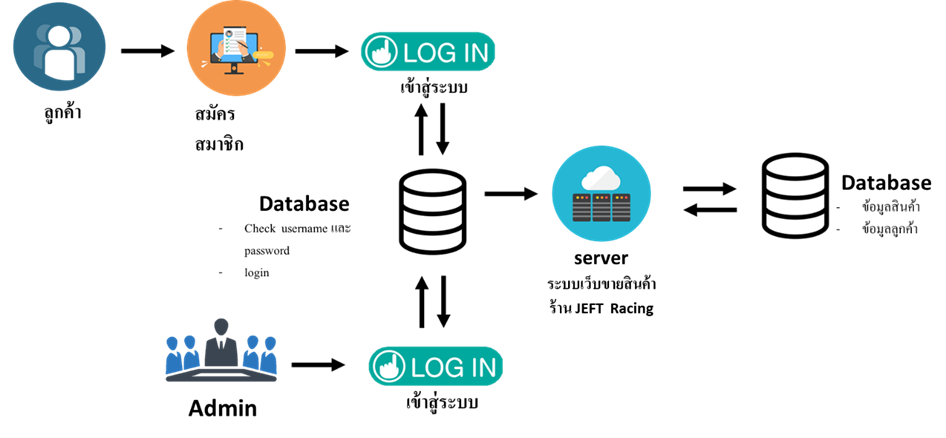 ลูกค้า
สมัคร
สมาชิก
LOG IN
เข้าสู่ระบบ
Database
- Check username และ
password
- login
server
ระบบเว็บขายสินค้า
ร้าน JEFT Racing
Database
- ข้อมูลสินค้า
- ข้อมูลลูกค้า
Admin
LOG IN
เข้าสู่ระบบ